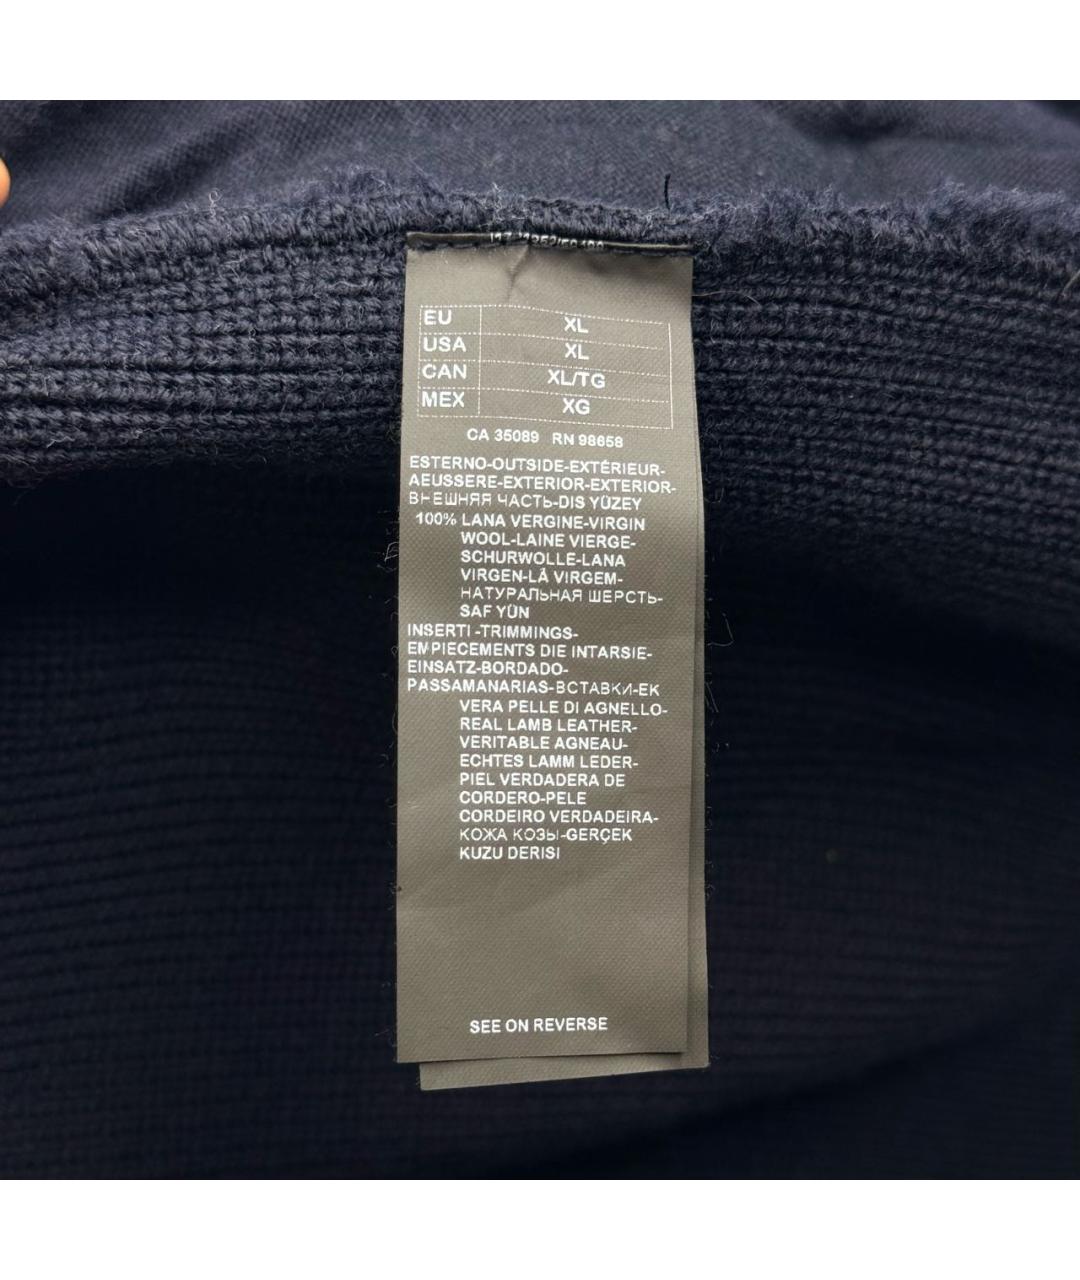 EU XL
USA XL
CAN XL/TG
MEX XG
CA 35089 RN 98658
ESTERNO-OUTSIDE-EXTÉRIEUR-
AEUSSERE-EXTERIOR-EXTERIOR-
ВНЕШНЯЯ ЧАСТЬ-DIS YÜZEY
100% LANA VERGINE-VIRGIN
WOOL-LAINE VIERGE-
SCHURWOLLE-LANA
VIRGEN-LÃ VIRGEM-
НАТУРАЛЬНАЯ ШЕРСТЬ-
SAF YÜN
INSERTI -TRIMMINGS-
EMPIECEMENTS DIE INTARSIE-
EINSATZ-BORDADO-
PASSAMANARIAS-ВСТАВКИ-EK
VERA PELLE DI AGNELLO-
REAL LAMB LEATHER-
VERITABLE AGNEAU-
ECHTES LAMM LEDER-
PIEL VERDADERA DE
CORDERO-PELE
CORDEIRO VERDADEIRA-
КОЖА КОЗЫ-GERÇEK
KUZU DERISI
SEE ON REVERSE